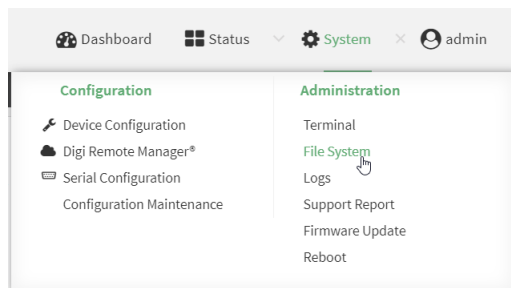 Dashboard Status System admin
Configuration
Device Configuration
Digi Remote Manager®
Serial Configuration
Configuration Maintenance
Administration
Terminal
File System
Logs
Support Report
Firmware Update
Reboot